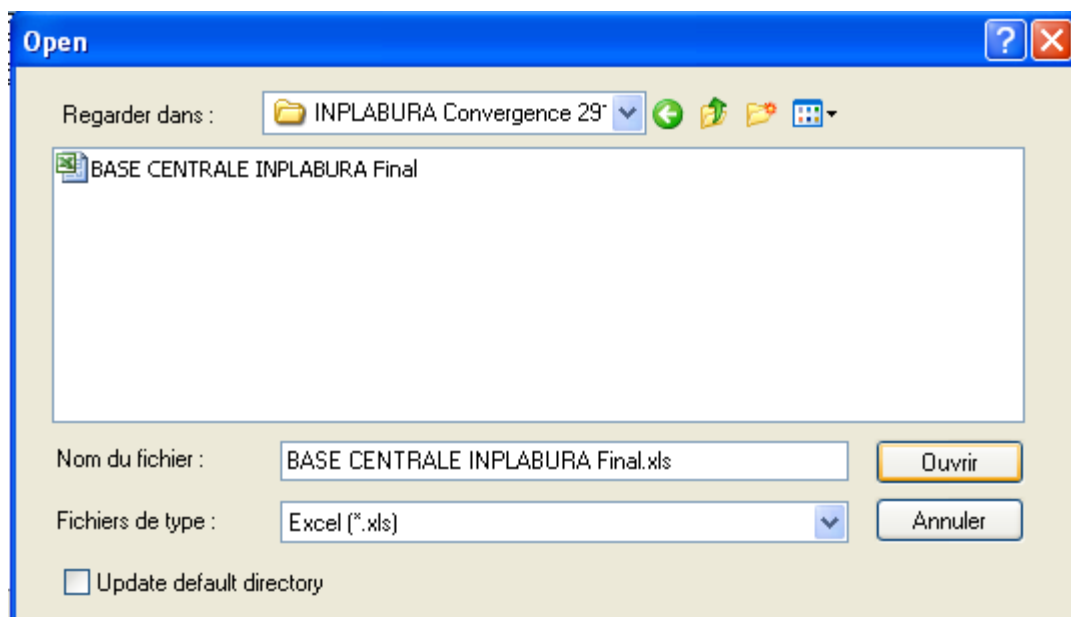 Open
Regarder dans :
INPLABURA Convergence 29
BASE CENTRALE INPLABURA Final
Nom du fichier :
BASE CENTRALE INPLABURA Final.xls
Ouvrir
Fichiers de type :
Excel (*.xls)
Annuler
Update default directory